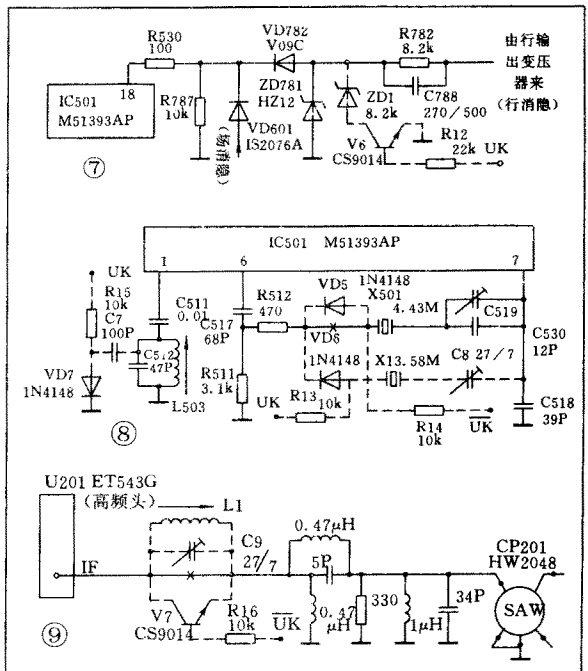 VD782
V09C
R530
100
R782
8.2k
由行输
出变压
器来
(行消隐)
18
IC501
M51393AP
R787
10k
ZD781
HZ12
VD601
IS2076A
(场消隐)
ZD1
8.2k
C788
270/500
V6
CS9014
R12
22k
UK
⑦
IC501 M51393AP
1
6
7
UK
R15
10k
C7
100P
VD7
1N4148
C511
0.01
C512
47P
L503
C517
68P
R512
470
R511
3.1k
VD5
1N4148
X501
4.43M
VD6
1N4148
C519
C530
12P
X13.58M
C8 27/7
UK
R13
10k
R14
10k
UK
C518
39P
⑧
U201 ET543G
(高频头)
L1
IF
C9
27/7
V7
CS9014
R16
10k
UK
0.47μH
5P
0.47
μH
330
1μH
34P
CP201
HW2048
SAW
⑨